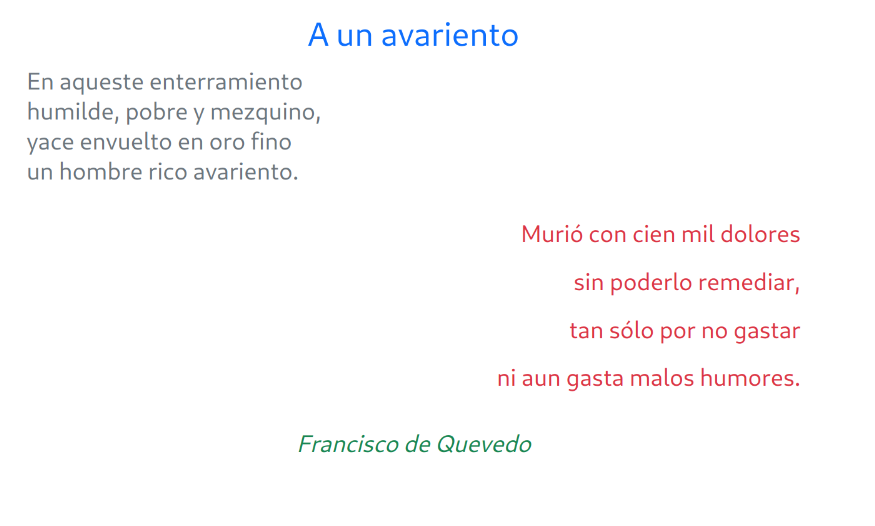 A un avariento
En aqueste enterramiento
humilde, pobre y mezquino,
yace envuelto en oro fino
un hombre rico avariento.
Murió con cien mil dolores
sin poderlo remediar,
tan sólo por no gastar
ni aun gasta malos humores.
Francisco de Quevedo